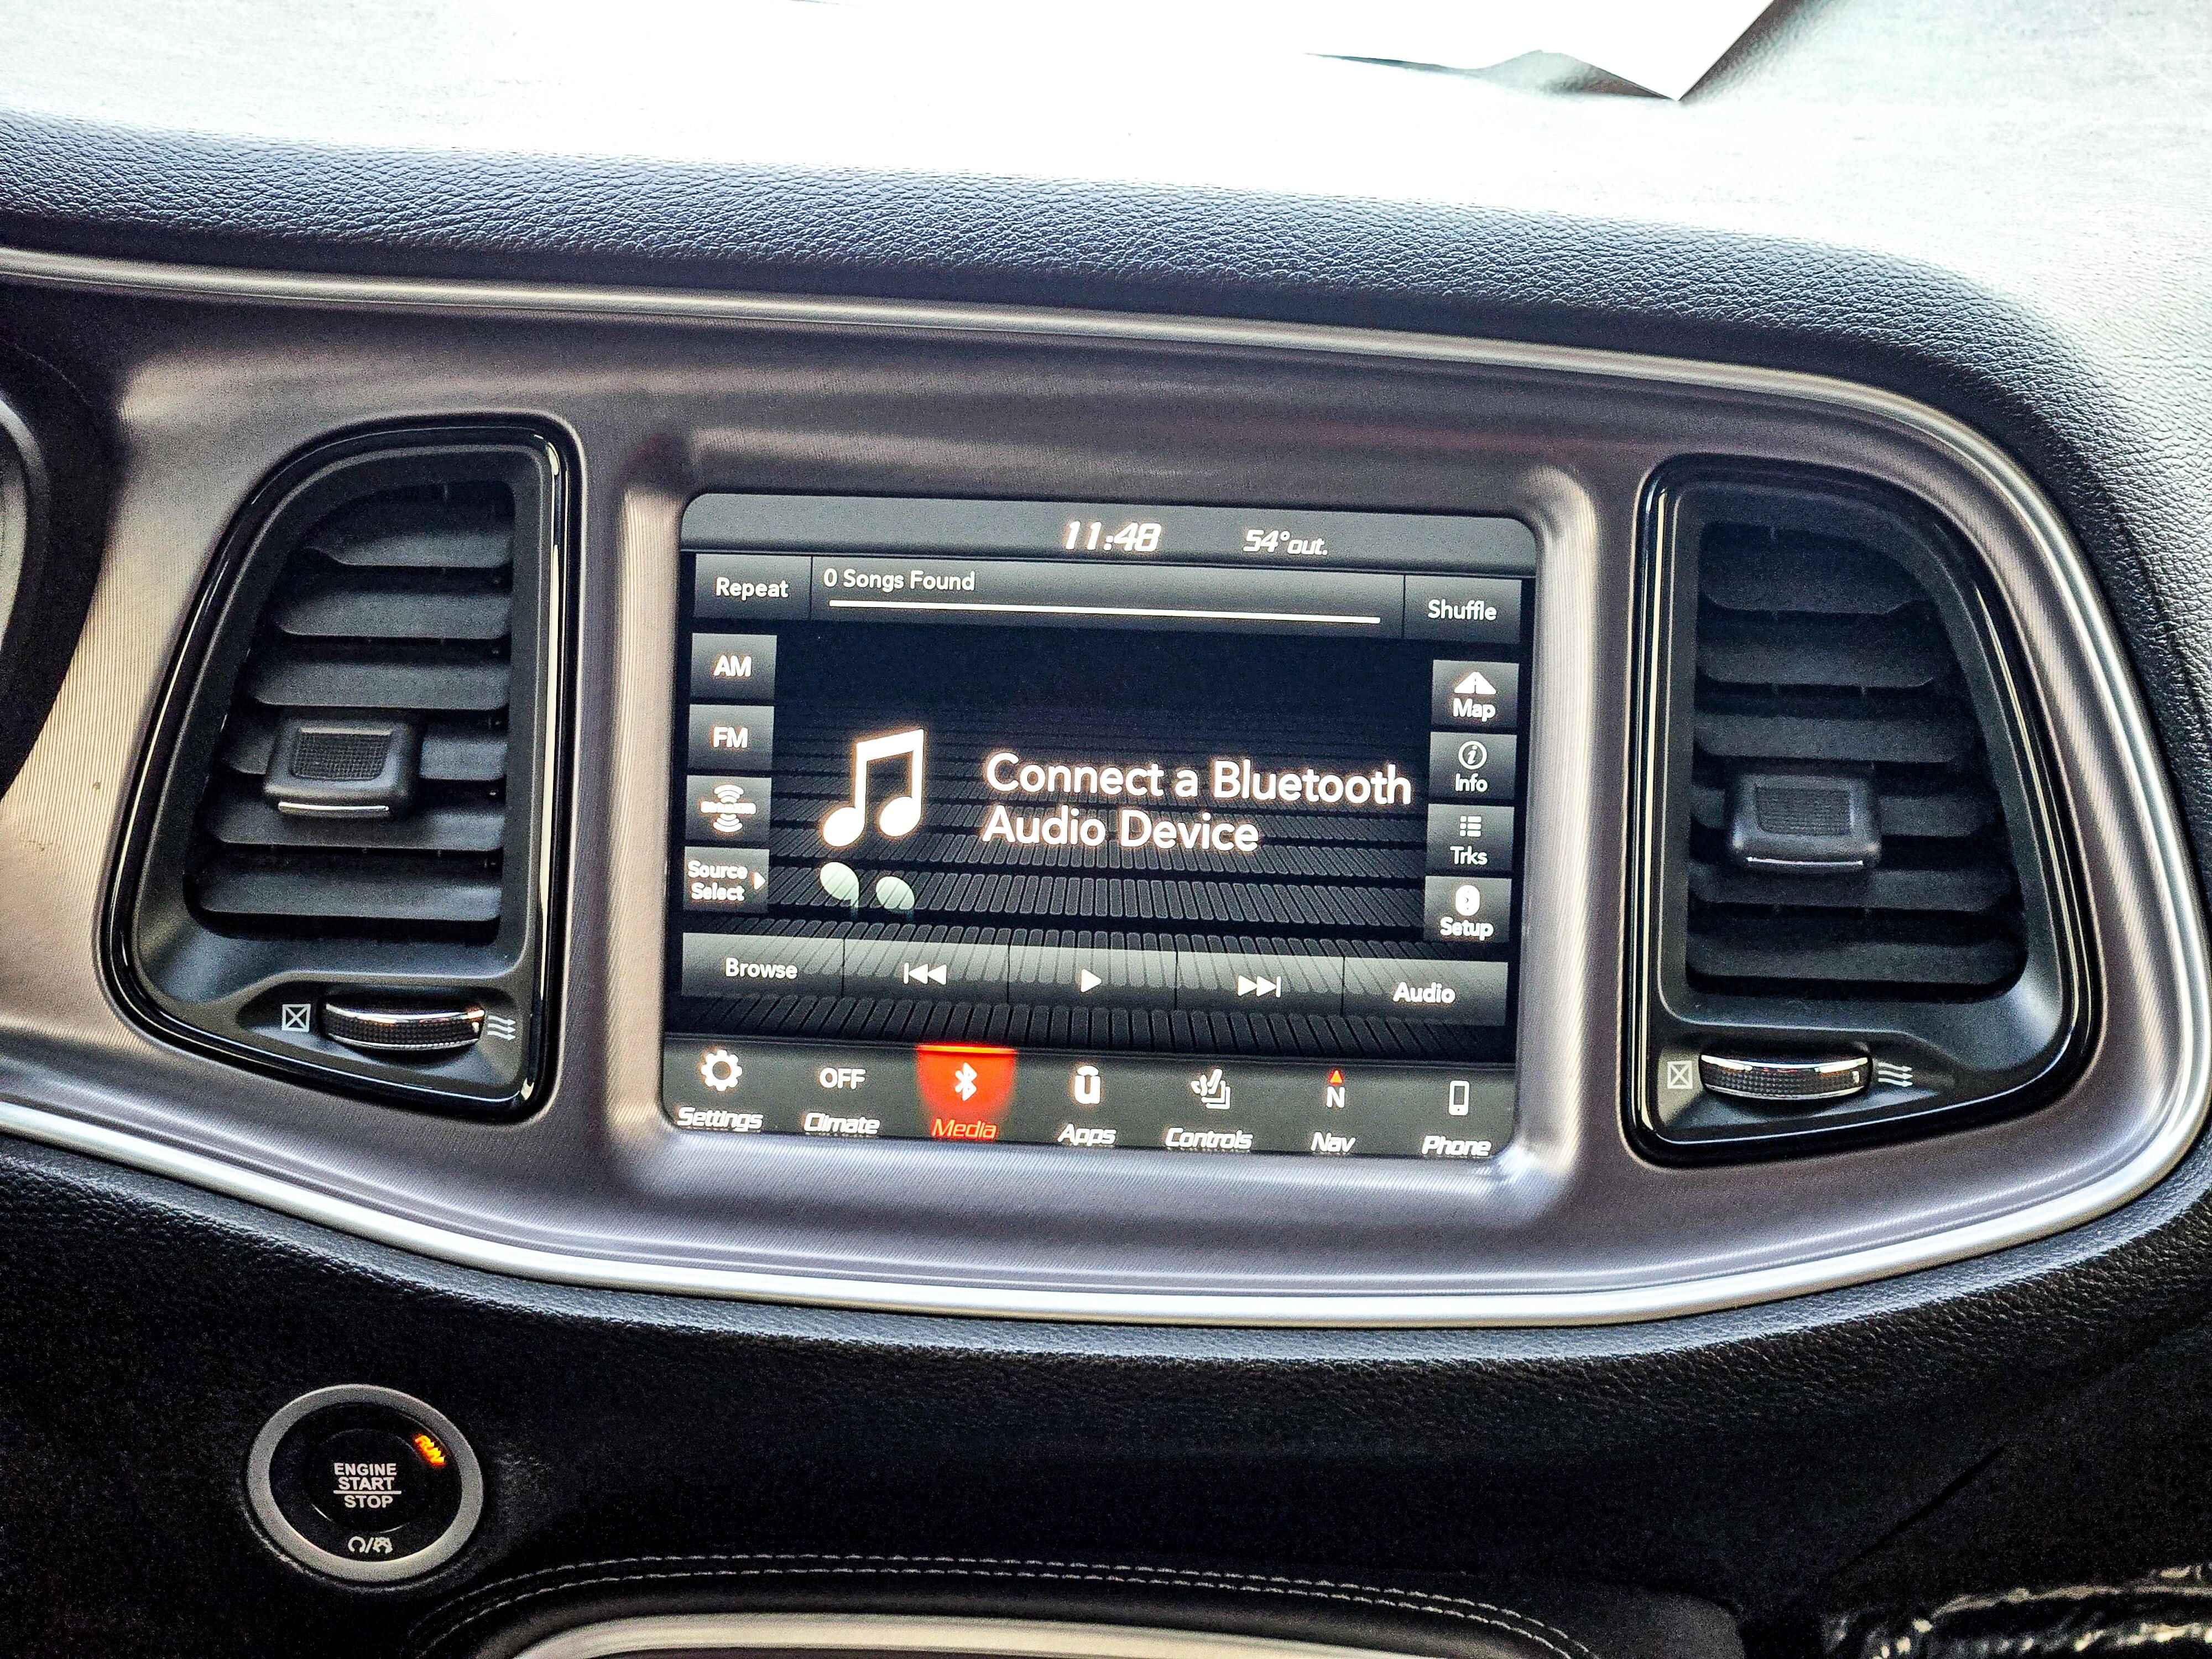 11:48 54°out.
Repeat 0 Songs Found Shuffle
AM
FM
Source
Select
Connect a Bluetooth
Audio Device
Map
Info
Trks
Setup
Browse Audio
OFF N
Settings Climate Media Apps Controls Nav Phone
RUN
ENGINE
START
STOP